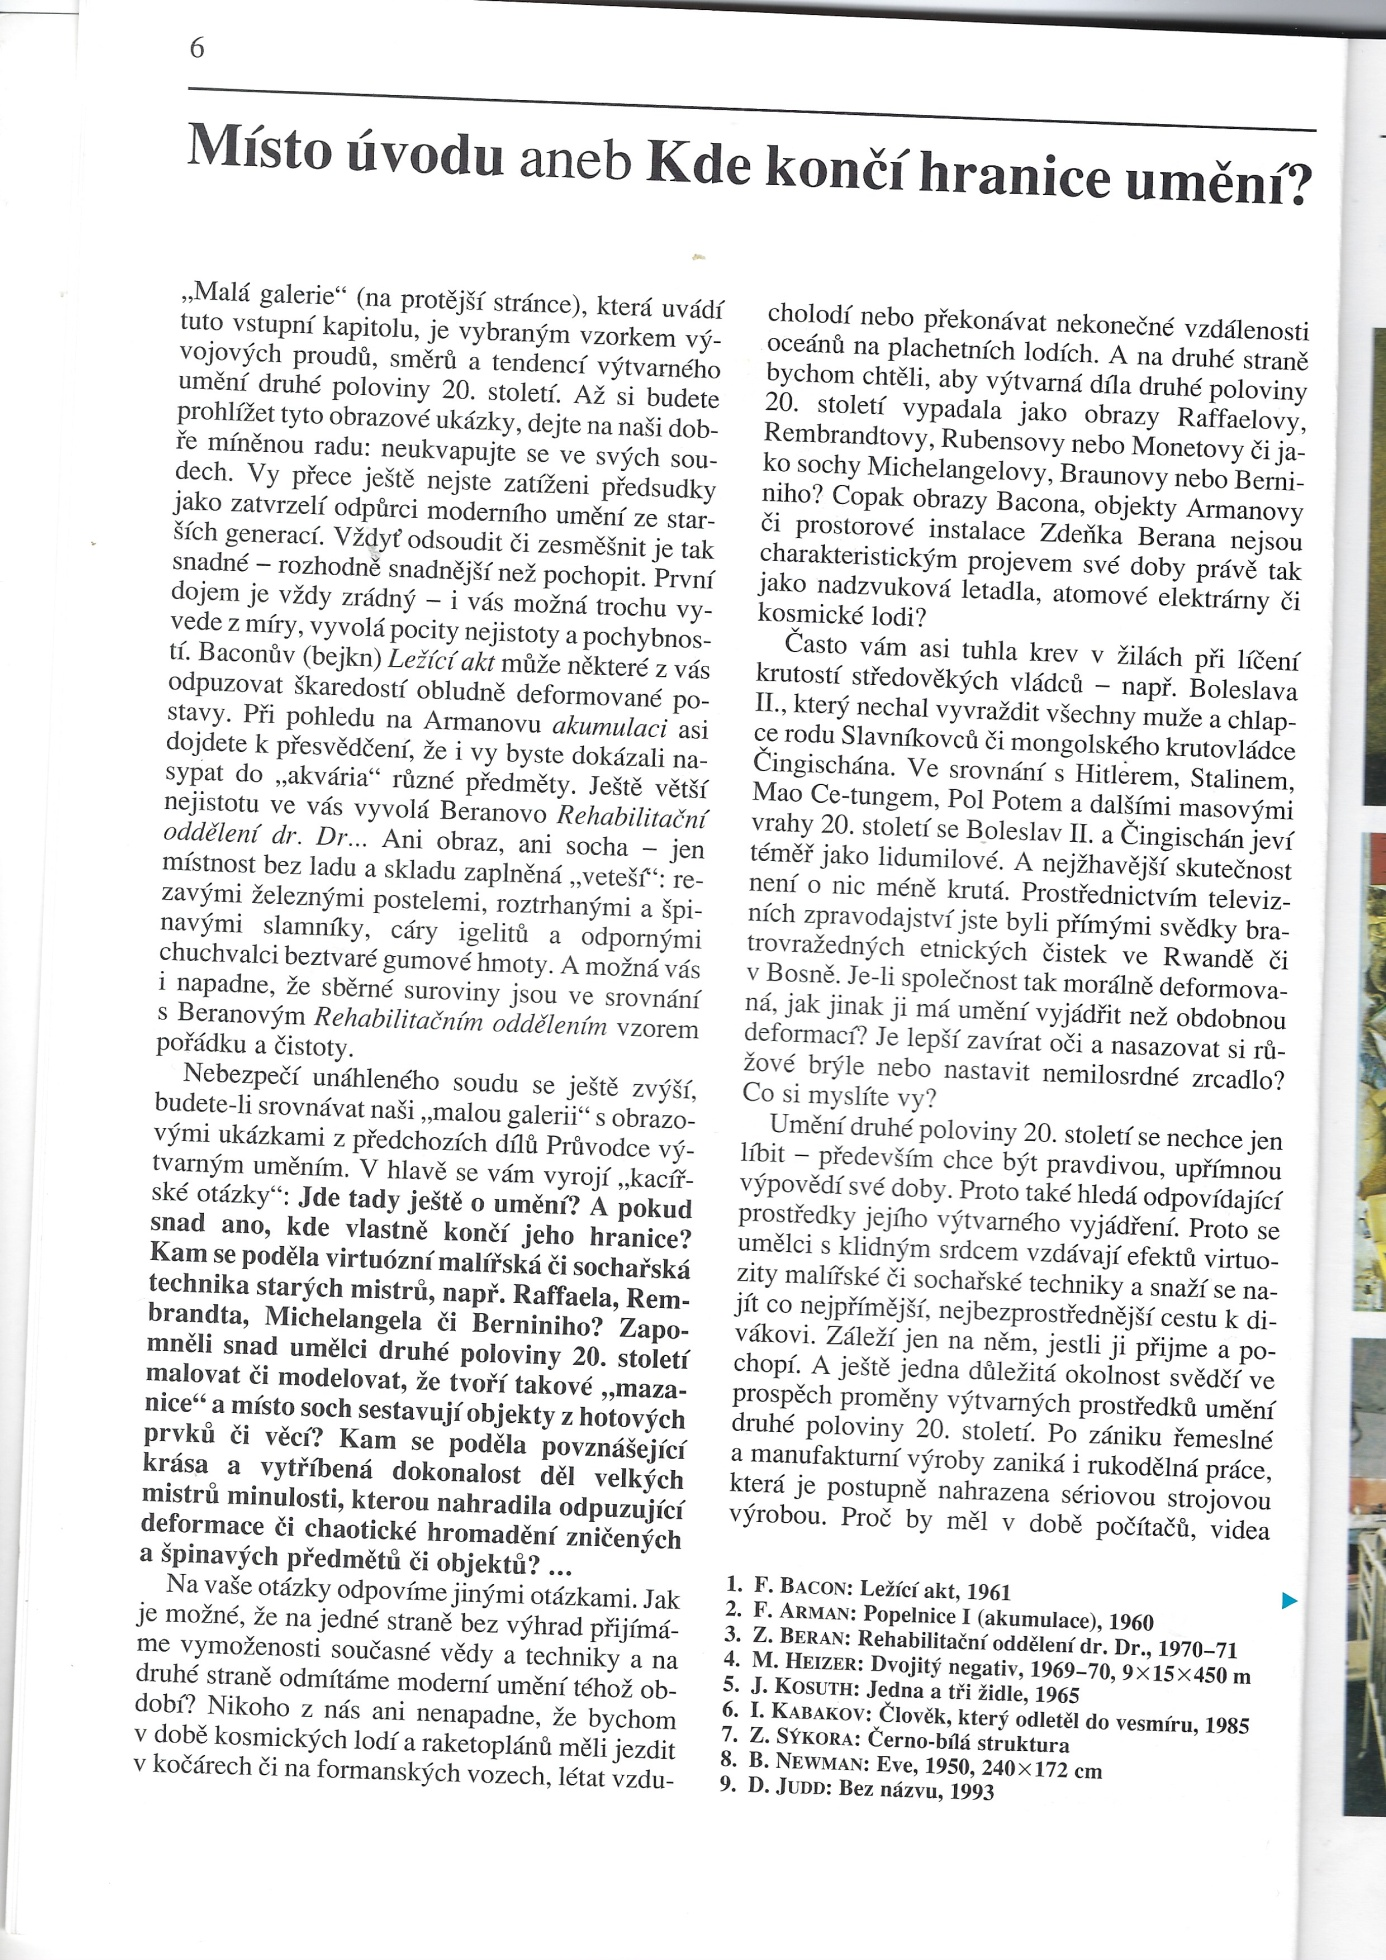 6
Místo úvodu aneb Kde končí hranice umění?
„Malá galerie“ (na protější stránce), která uvádí
tuto vstupní kapitolu, je vybraným vzorkem vý-
vojových proudů, směrů a tendencí výtvarného
umění druhé poloviny 20. století. Až si budete
prohlížet tyto obrazové ukázky, dejte na naši dob-
ře míněnou radu: neukvapujte se ve svých sou-
dech. Vy přece ještě nejste zatíženi předsudky
jako zatvrzelí odpůrci moderního umění ze star-
ších generací. Vždyť odsoudit či zesměšnit je tak
snadné – rozhodně snadnější než pochopit. První
dojem je vždy zrádný – i vás možná trochu vy-
vede z míry, vyvolá pocity nejistoty a pochybnos-
tí. Baconův (bejkn) Ležící akt může některé z vás
odpuzovat škaredostí obludně deformované po-
stavy. Při pohledu na Armanovu akumulaci asi
dojdete k přesvědčení, že i vy byste dokázali na-
sypat do „akvária“ různé předměty. Ještě větší
nejistotu ve vás vyvolá Beranovo Rehabilitační
oddělení dr. Dr... Ani obraz, ani socha – jen
místnost bez ladu a skladu zaplněná „veteší“: re-
zavými železnými postelemi, roztrhanými a špi-
navými slamníky, cáry igelitů a odpornými
chuchvalci beztvaré gumové hmoty. A možná vás
i napadne, že sběrné suroviny jsou ve srovnání
s Beranovým Rehabilitačním oddělením vzorem
pořádku a čistoty.
Nebezpečí unáhleného soudu se ještě zvýší,
budete-li srovnávat naši „malou galerii“ s obrazo-
vými ukázkami z předchozích dílů Průvodce vý-
tvarným uměním. V hlavě se vám vyrojí „kacíř-
ské otázky“: Jde tady ještě o umění? A pokud
snad ano, kde vlastně končí jeho hranice?
Kam se poděla virtuózní malířská či sochařská
technika starých mistrů, např. Raffaela, Rem-
brandta, Michelangela či Berniniho? Zapo-
mněli snad umělci druhé poloviny 20. století
malovat či modelovat, že tvoří takové „maza-
nice“ a místo soch sestavují objekty z hotových
prvků či věcí? Kam se poděla povznášející
krása a vytříbená dokonalost děl velkých
mistrů minulosti, kterou nahradila odpuzující
deformace či chaotické hromadění zničených
a špinavých předmětů či objektů? ...
Na vaše otázky odpovíme jinými otázkami. Jak
je možné, že na jedné straně bez výhrad přijímá-
me vymoženosti současné vědy a techniky a na
druhé straně odmítáme moderní umění téhož ob-
dobí? Nikoho z nás ani nenapadne, že bychom
v době kosmických lodí a raketoplánů měli jezdit
v kočárech či na formanských vozech, létat vzdu-
choloďí nebo překonávat nekonečné vzdálenosti
oceánů na plachetních lodích. A na druhé straně
bychom chtěli, aby výtvarná díla druhé poloviny
20. století vypadala jako obrazy Raffaelovy,
Rembrandtovy, Rubensovy nebo Monetovy či ja-
ko sochy Michelangelovy, Braunovy nebo Berni-
niho? Copak obrazy Bacona, objekty Armanovy
či prostorové instalace Zdeňka Berana nejsou
charakteristickým projevem své doby právě tak
jako nadzvuková letadla, atomové elektrárny či
kosmické lodi?
Často vám asi tuhla krev v žilách při líčení
krutostí středověkých vládců – např. Boleslava
II., který nechal vyvraždit všechny muže a chlap-
ce rodu Slavníkovců či mongolského krutovládce
Čingischána. Ve srovnání s Hitlerem, Stalinem,
Mao Ce-tungem, Pol Potem a dalšími masovými
vrahy 20. století se Boleslav II. a Čingischán jeví
téměř jako lidumilové. A nejžhavější skutečnost
není o nic méně krutá. Prostřednictvím televiz-
ních zpravodajství jste byli přímými svědky bra-
trovražedných etnických čistek ve Rwandě či
v Bosně. Je-li společnost tak morálně deformova-
ná, jak jinak ji má umění vyjádřit než obdobnou
deformací? Je lepší zavírat oči a nasazovat si rů-
žové brýle nebo nastavit nemilosrdné zrcadlo?
Co si myslíte vy?
Umění druhé poloviny 20. století se nechce jen
líbit – především chce být pravdivou, upřímnou
výpovědí své doby. Proto také hledá odpovídající
prostředky jejího výtvarného vyjádření. Proto se
umělci s klidným srdcem vzdávají efektů virtuo-
zity malířské či sochařské techniky a snaží se na-
jít co nejpřímější, nejbezprostřednější cestu k di-
vákovi. Záleží jen na něm, jestli ji přijme a po-
chopí. A ještě jedna důležitá okolnost svědčí ve
prospěch proměny výtvarných prostředků umění
druhé poloviny 20. století. Po zániku řemeslné
a manufakturní výroby zaniká i rukodělná práce,
která je postupně nahrazena sériovou strojovou
výrobou. Proč by měl v době počítačů, videa
1. F. BACON: Ležící akt, 1961
2. F. ARMAN: Popelnice I (akumulace), 1960
3. Z. BERAN: Rehabilitační oddělení dr. Dr., 1970–71
4. M. HEIZER: Dvojitý negativ, 1969–70, 9×15×450 m
5. J. KOSUTH: Jedna a tři židle, 1965
6. I. KABAKOV: Člověk, který odletěl do vesmíru, 1985
7. Z. SÝKORA: Černo-bílá struktura
8. B. NEWMAN: Eve, 1950, 240×172 cm
9. D. JUDD: Bez názvu, 1993